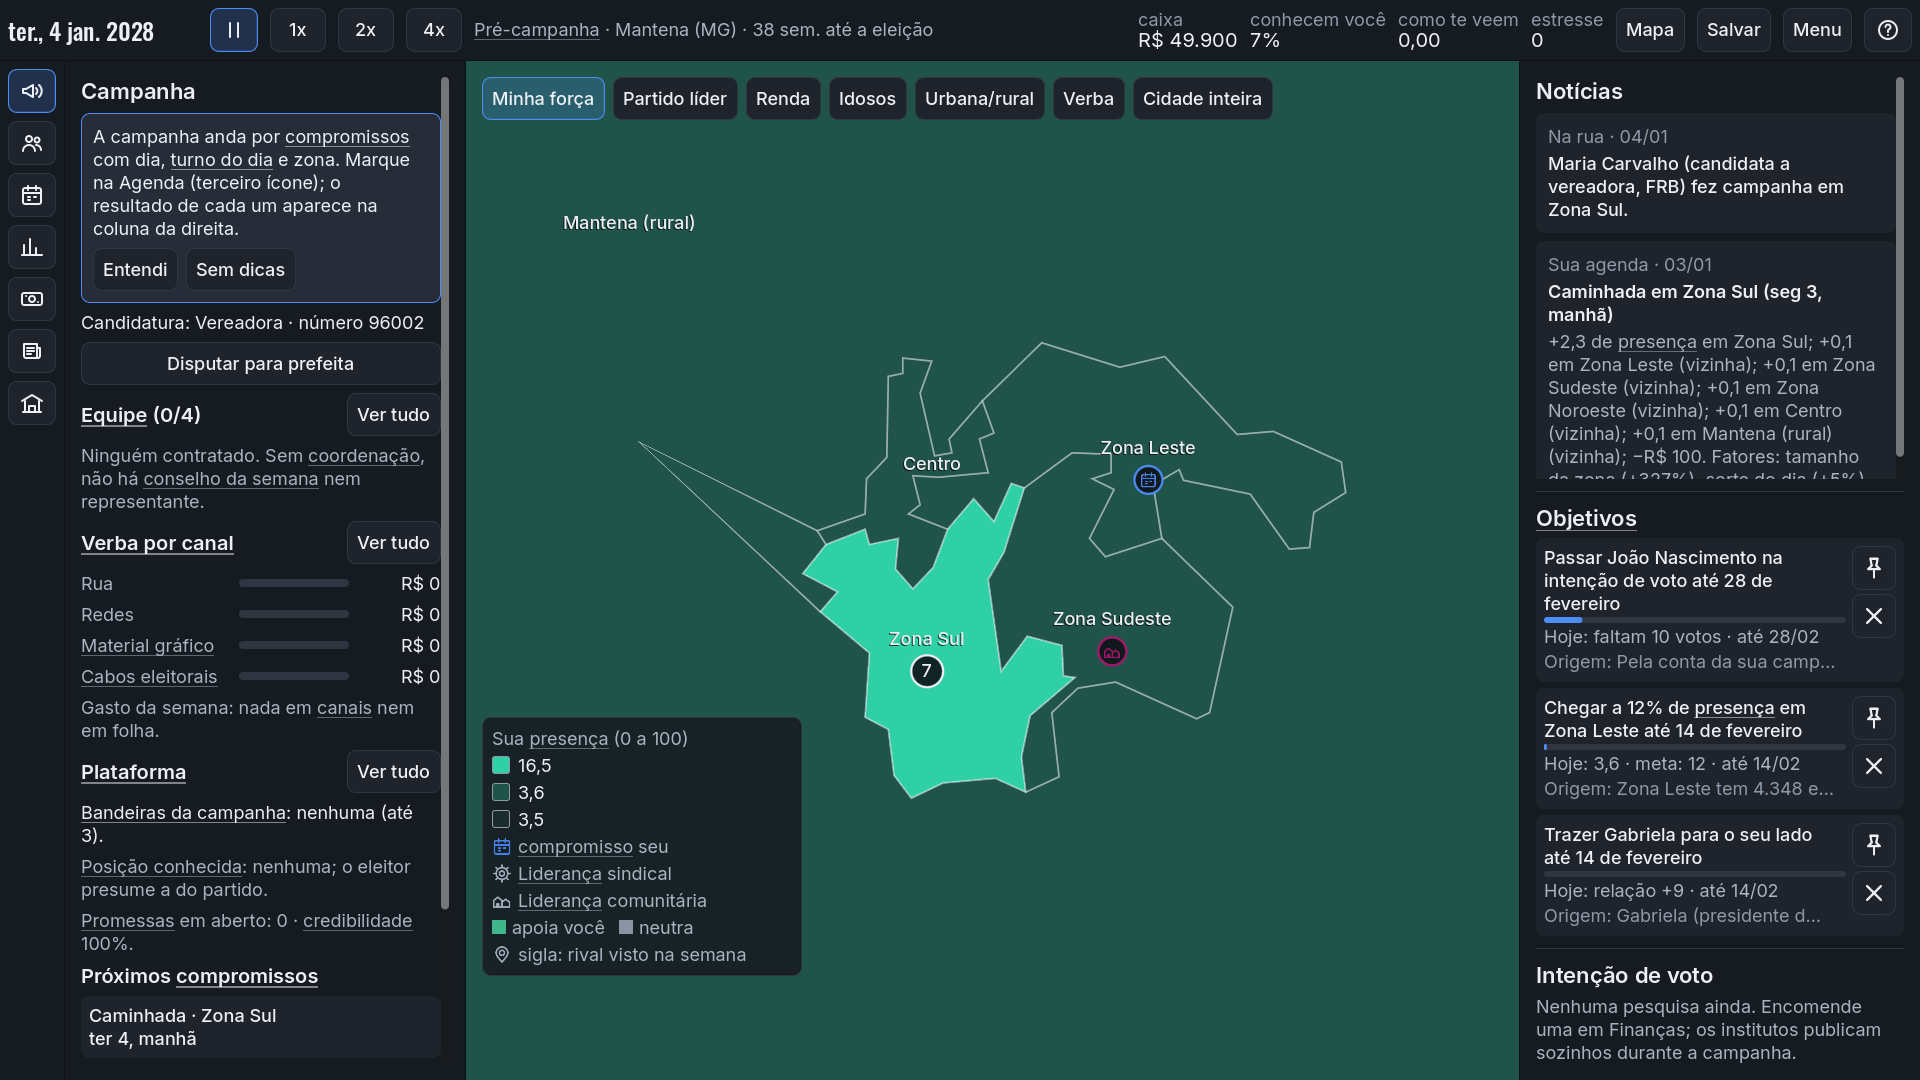 ter., 4 jan. 2028
1x
2x
4x
Pré-campanha · Mantena (MG) · 38 sem. até a eleição
caixa
R$ 49.900
conhecem você
7%
como te veem
0,00
estresse
0
Mapa
Salvar
Menu
Campanha
A campanha anda por compromissos
com dia, turno do dia e zona. Marque
na Agenda (terceiro ícone); o
resultado de cada um aparece na
coluna da direita.
Entendi
Sem dicas
Candidatura: Vereadora · número 96002
Disputar para prefeita
Equipe (0/4)
Ver tudo
Ninguém contratado. Sem coordenação,
não há conselho da semana nem
representante.
Verba por canal
Ver tudo
Rua R$ 0
Redes R$ 0
Material gráfico R$ 0
Cabos eleitorais R$ 0
Gasto da semana: nada em canais nem
em folha.
Plataforma
Ver tudo
Bandeiras da campanha: nenhuma (até
3).
Posição conhecida: nenhuma; o eleitor
presume a do partido.
Promessas em aberto: 0 · credibilidade
100%.
Próximos compromissos
Caminhada · Zona Sul
ter 4, manhã
Minha força
Partido líder
Renda
Idosos
Urbana/rural
Verba
Cidade inteira
Mantena (rural)
Centro
Zona Leste
Zona Sudeste
Zona Sul
7
Sua presença (0 a 100)
16,5
3,6
3,5
compromisso seu
Liderança sindical
Liderança comunitária
apoia você neutra
sigla: rival visto na semana
Notícias
Na rua · 04/01
Maria Carvalho (candidata a
vereadora, FRB) fez campanha em
Zona Sul.
Sua agenda · 03/01
Caminhada em Zona Sul (seg 3,
manhã)
+2,3 de presença em Zona Sul; +0,1
em Zona Leste (vizinha); +0,1 em Zona
Sudeste (vizinha); +0,1 em Zona
Noroeste (vizinha); +0,1 em Centro
(vizinha); +0,1 em Mantena (rural)
(vizinha); −R$ 100. Fatores: tamanho
da zona (+327%), sorte do dia (+5%)
Objetivos
Passar João Nascimento na
intenção de voto até 28 de
fevereiro
Hoje: faltam 10 votos · até 28/02
Origem: Pela conta da sua camp...
Chegar a 12% de presença em
Zona Leste até 14 de fevereiro
Hoje: 3,6 · meta: 12 · até 14/02
Origem: Zona Leste tem 4.348 e...
Trazer Gabriela para o seu lado
até 14 de fevereiro
Hoje: relação +9 · até 14/02
Origem: Gabriela (presidente d...
Intenção de voto
Nenhuma pesquisa ainda. Encomende
uma em Finanças; os institutos publicam
sozinhos durante a campanha.